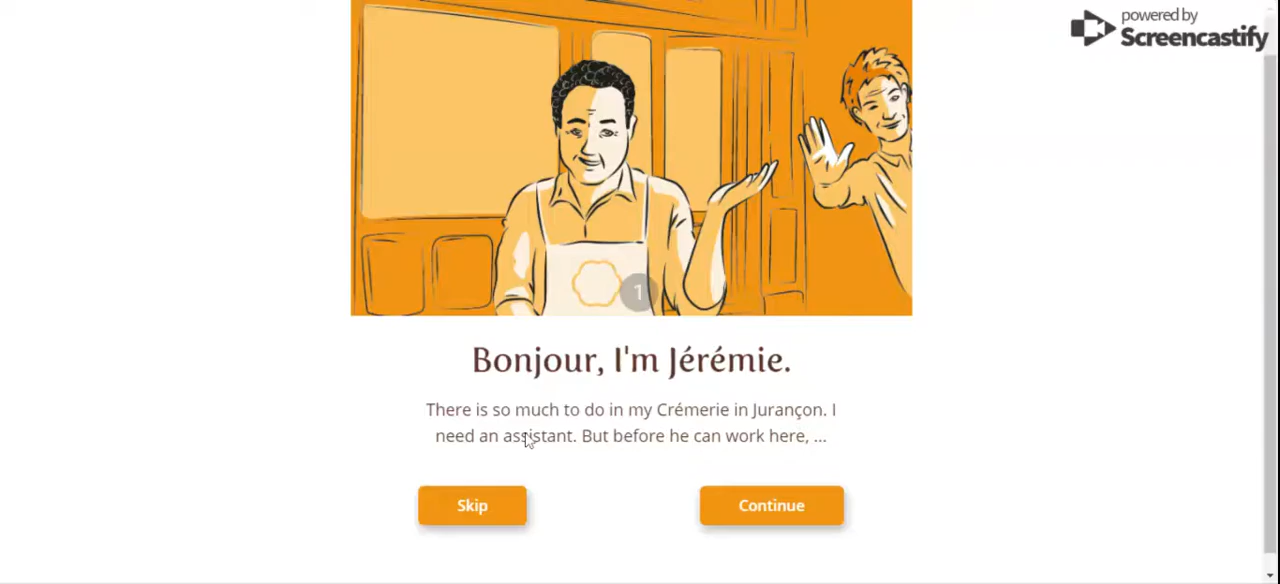 powered by
Screencastify
1
Bonjour, I'm Jérémie.
There is so much to do in my Crémerie in Jurançon. I
need an assistant. But before he can work here, ...
Skip
Continue